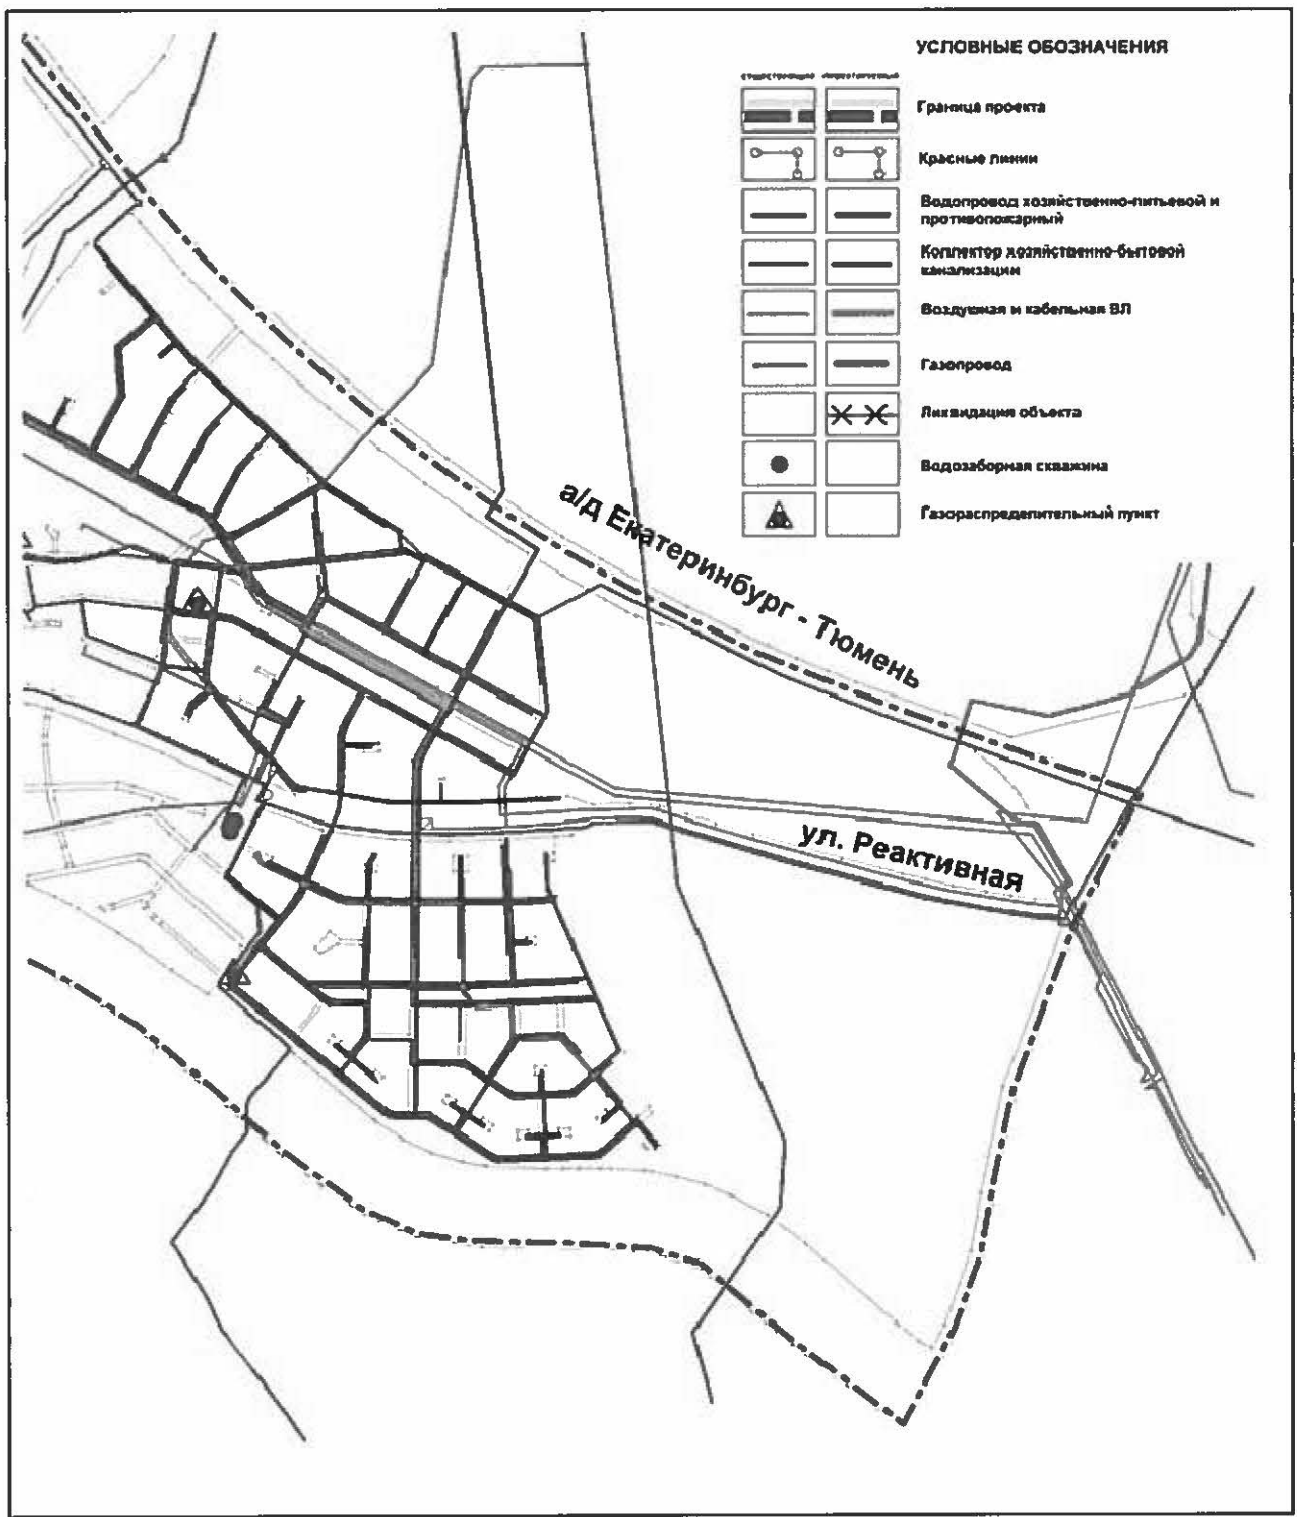 УСЛОВНЫЕ ОБОЗНАЧЕНИЯ
Граница проекта
Красные линии
Водопровод хозяйственно-питьевой и
противопожарный
Коллектор хозяйственно-бытовой
канализации
Воздушная и кабельная ВЛ
Газопровод
Ликвидация объекта
Водозаборная скважина
Газораспределительный пункт
а/д Екатеринбург - Тюмень
ул. Реактивная